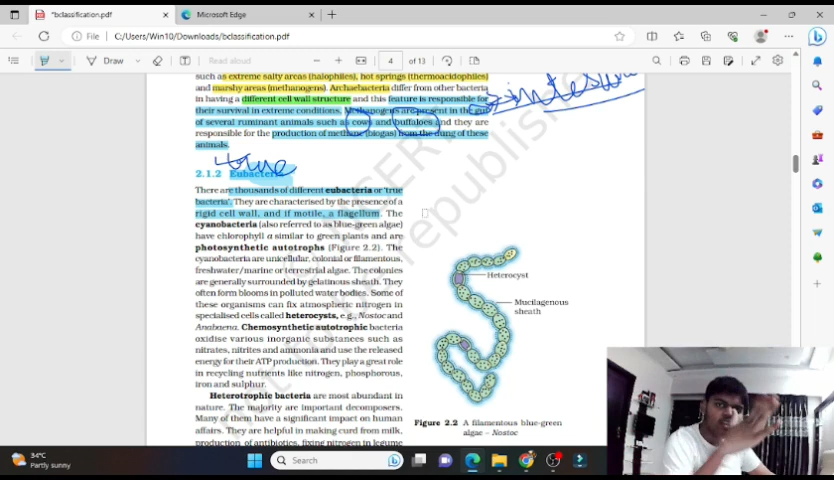 *bclassification.pdf
Microsoft Edge
File
C:/Users/Win10/Downloads/bclassification.pdf
Draw
Read aloud
4
of 13
such as extreme salty areas (halophiles), hot springs (thermoacidophiles)
and marshy areas (methanogens). Archaebacteria differ from other bacteria
in having a different cell wall structure and this feature is responsible for
their survival in extreme conditions. Methanogens are present in the gut
of several ruminant animals such as cows and buffaloes and they are
responsible for the production of methane (biogas) from the dung of these
animals.
true
2.1.2 Eubacteria
There are thousands of different eubacteria or 'true
bacteria'. They are characterised by the presence of a
rigid cell wall, and if motile, a flagellum. The
cyanobacteria (also referred to as blue-green algae)
have chlorophyll a similar to green plants and are
photosynthetic autotrophs (Figure 2.2). The
cyanobacteria are unicellular, colonial or filamentous,
freshwater/marine or terrestrial algae. The colonies
are generally surrounded by gelatinous sheath. They
often form blooms in polluted water bodies. Some of
these organisms can fix atmospheric nitrogen in
specialised cells called heterocysts, e.g., Nostoc and
Anabaena. Chemosynthetic autotrophic bacteria
oxidise various inorganic substances such as
nitrates, nitrites and ammonia and use the released
energy for their ATP production. They play a great role
in recycling nutrients like nitrogen, phosphorous,
iron and sulphur.
Heterotrophic bacteria are most abundant in
nature. The majority are important decomposers.
Many of them have a significant impact on human
affairs. They are helpful in making curd from milk,
production of antibiotics, fixing nitrogen in legume
Heterocyst
Mucilagenous
sheath
Figure 2.2 A filamentous blue-green
algae – Nostoc
34°C
Partly sunny
Search